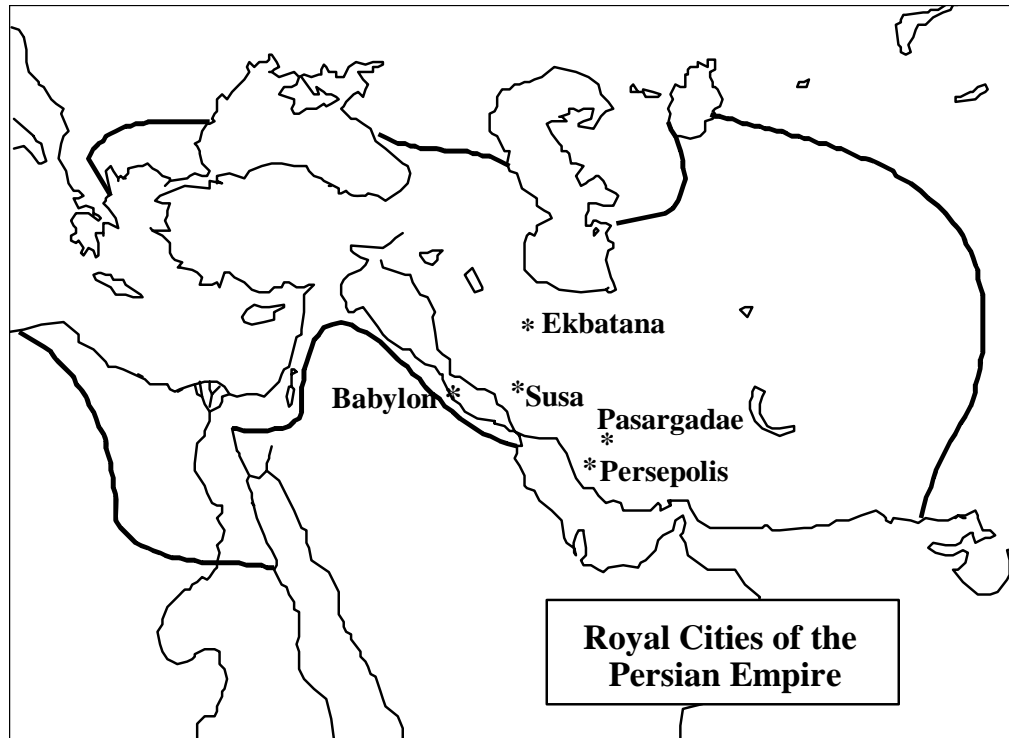 * Ekbatana
Babylon *
* Susa
Pasargadae
*
* Persepolis
Royal Cities of the
Persian Empire